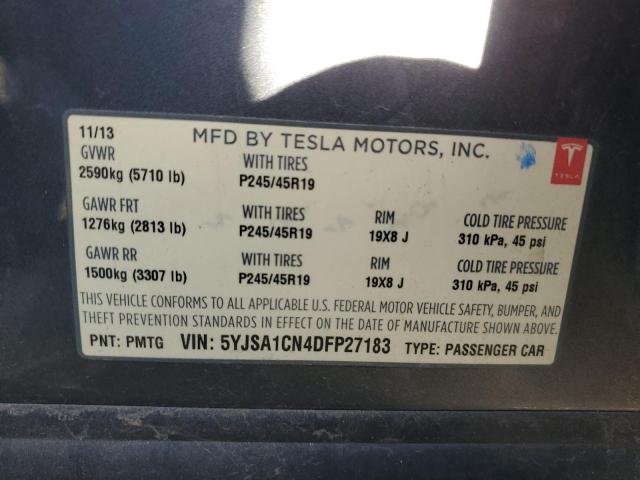 11/13 MFD BY TESLA MOTORS, INC.
GVWR WITH TIRES
2590kg (5710 lb) P245/45R19
GAWR FRT WITH TIRES RIM COLD TIRE PRESSURE
1276kg (2813 lb) P245/45R19 19X8 J 310 kPa, 45 psi
GAWR RR WITH TIRES RIM COLD TIRE PRESSURE
1500kg (3307 lb) P245/45R19 19X8 J 310 kPa, 45 psi
THIS VEHICLE CONFORMS TO ALL APPLICABLE U.S. FEDERAL MOTOR VEHICLE SAFETY, BUMPER, AND
THEFT PREVENTION STANDARDS IN EFFECT ON THE DATE OF MANUFACTURE SHOWN ABOVE.
PNT: PMTG VIN: 5YJSA1CN4DFP27183 TYPE: PASSENGER CAR